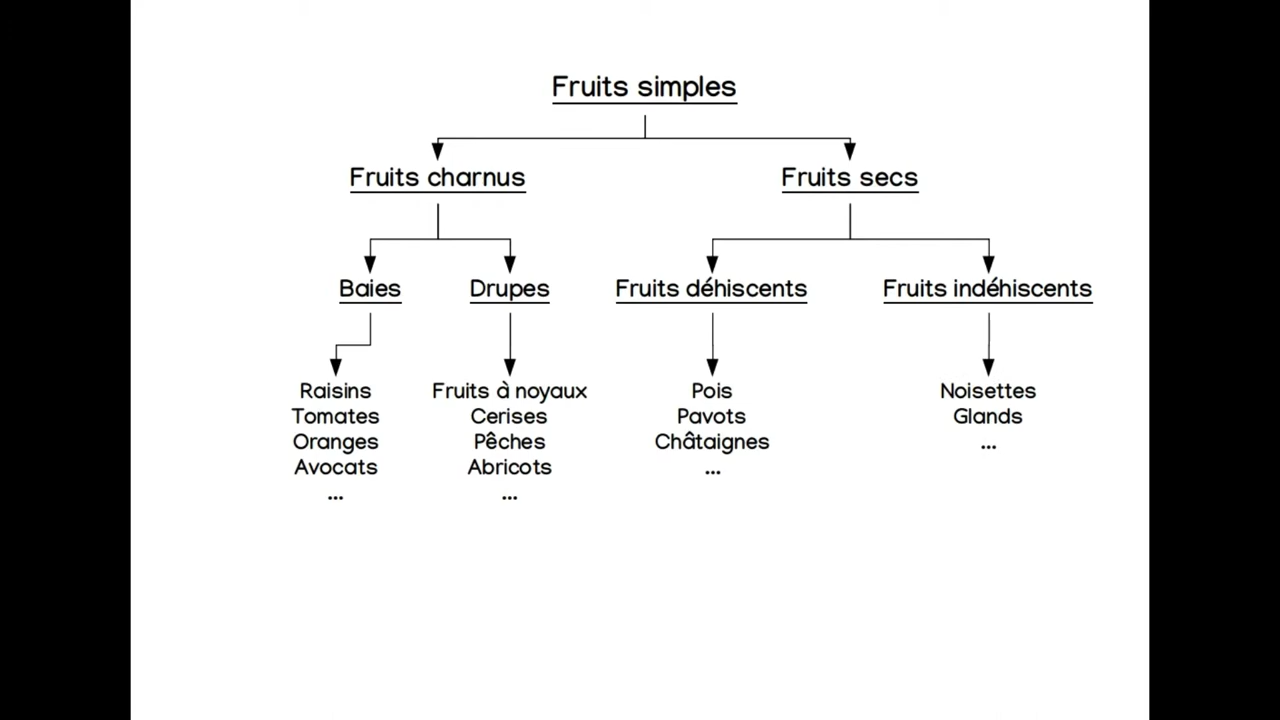 Fruits simples
Fruits charnus
Fruits secs
Baies
Drupes
Fruits déhiscents
Fruits indéhiscents
Raisins
Tomates
Oranges
Avocats
...
Fruits à noyaux
Cerises
Pêches
Abricots
...
Pois
Pavots
Châtaignes
...
Noisettes
Glands
...